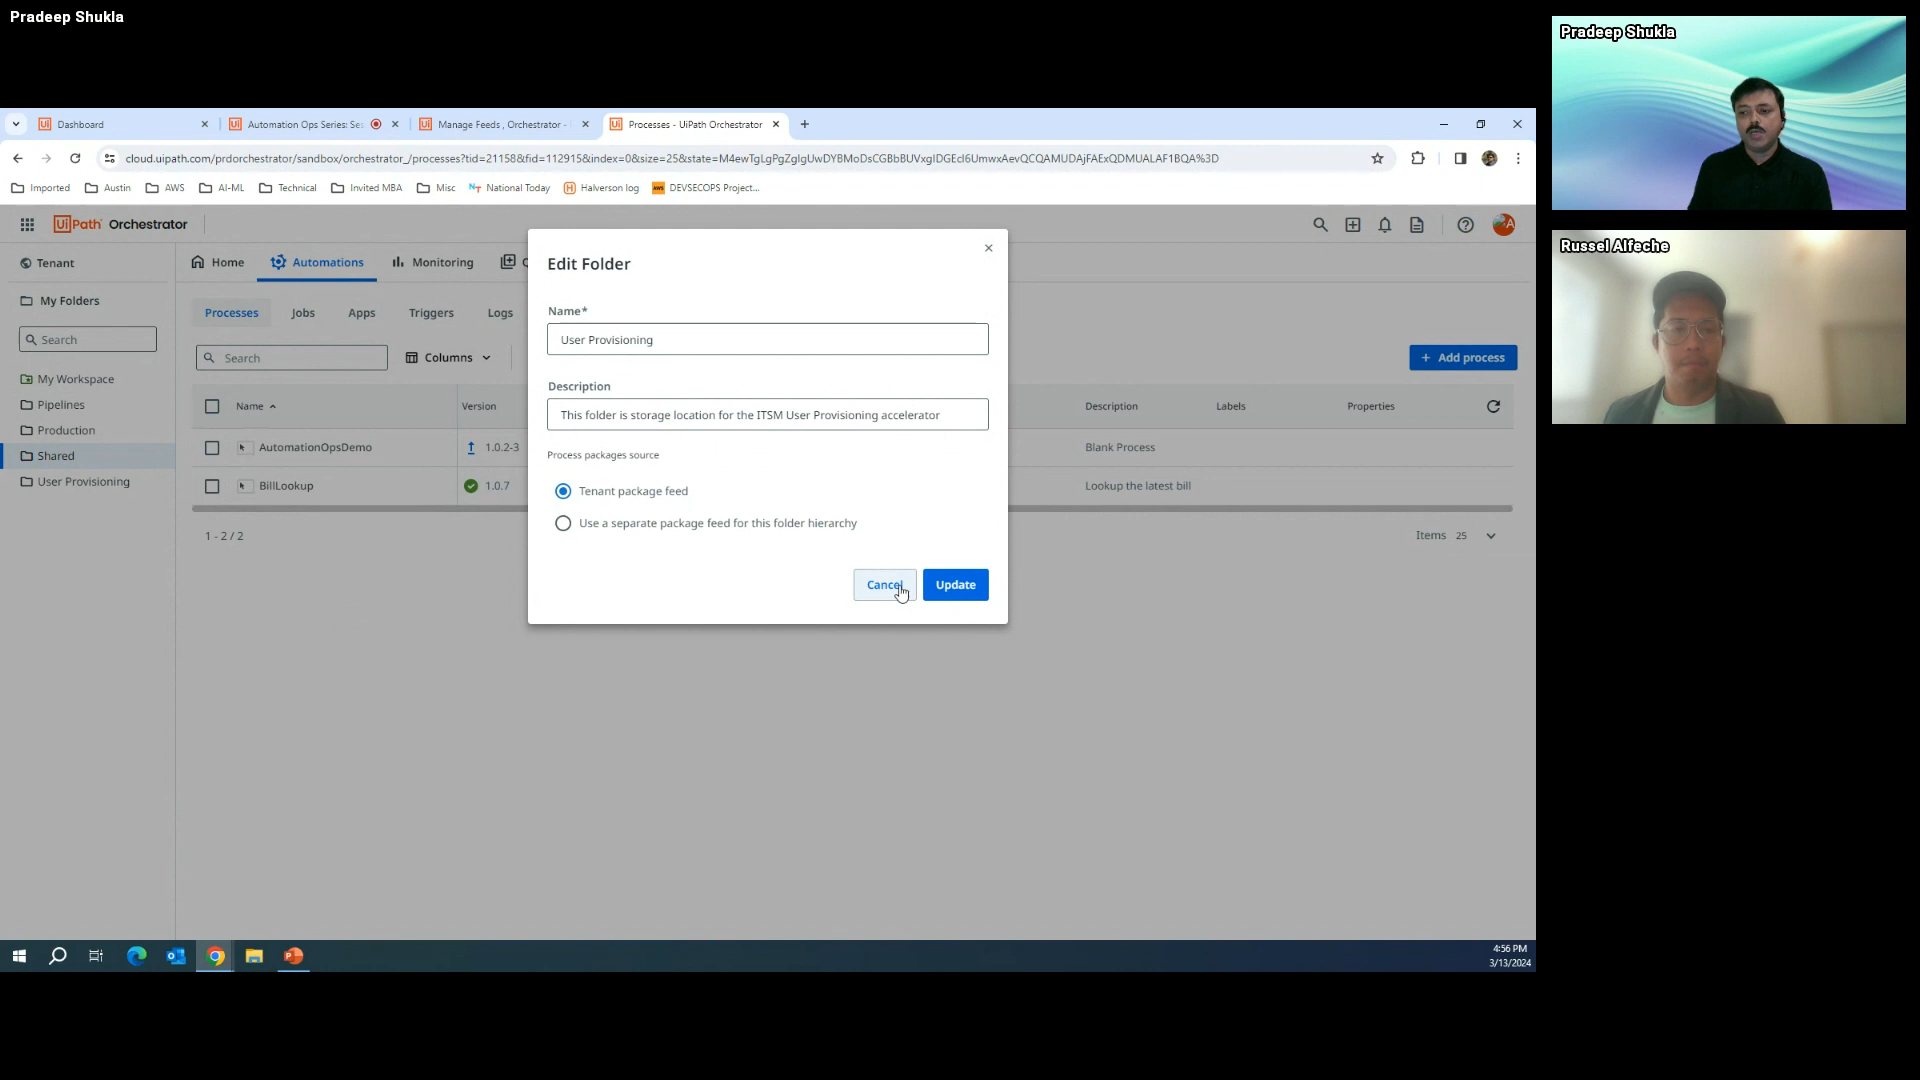 Pradeep Shukla
Pradeep Shukla
Russel Alfeche
Dashboard
Automation Ops Series: Se
Manage Feeds , Orchestrator -
Processes - UiPath Orchestrator
cloud.uipath.com/prdorchestrator/sandbox/orchestrator_/processes?tid=21158&fid=112915&index=0&size=25&state=M4ewTgLgPgZglgUwDYBMoDsCGBbBUVxgIDGEcI6UmwxAevQCQAMUDAjFAExQDMUALAF1BQA%3D
Imported
Austin
AWS
AI-ML
Technical
Invited MBA
Misc
National Today
Halverson log
DEVSECOPS Project...
UiPath Orchestrator
Tenant
Home
Automations
Monitoring
My Folders
Search
My Workspace
Pipelines
Production
Shared
User Provisioning
Processes
Jobs
Apps
Triggers
Logs
Search
Columns
+ Add process
Name
Version
Description
Labels
Properties
AutomationOpsDemo
1.0.2-3
Blank Process
BillLookup
1.0.7
Lookup the latest bill
1 - 2 / 2
Items 25
Edit Folder
Name*
User Provisioning
Description
This folder is storage location for the ITSM User Provisioning accelerator
Process packages source
Tenant package feed
Use a separate package feed for this folder hierarchy
Cancel
Update
4:56 PM
3/13/2024